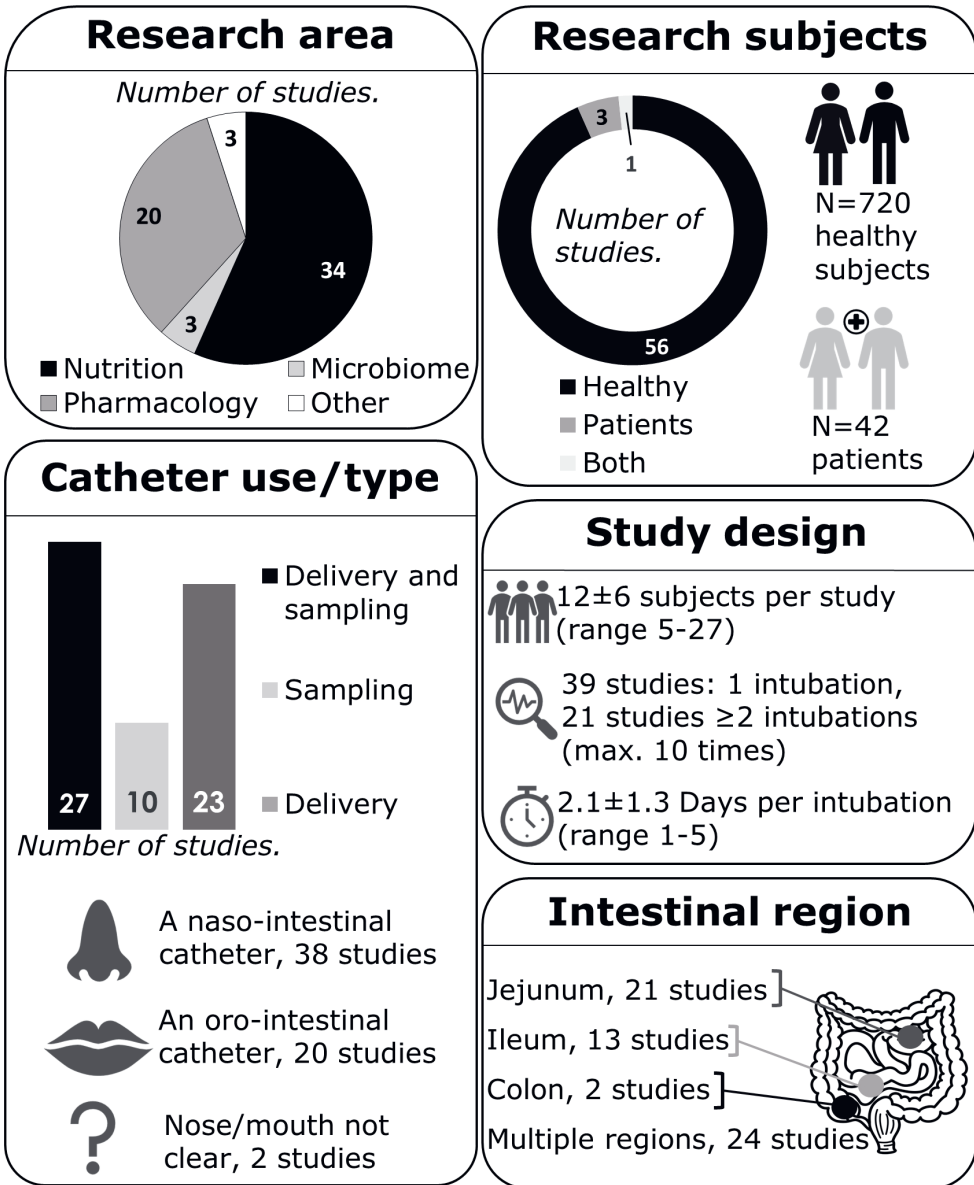 Research area
Number of studies.
3
20
34
3
Nutrition
Microbiome
Pharmacology
Other
Research subjects
3
1
Number of
studies.
56
Healthy
Patients
Both
N=720
healthy
subjects
N=42
patients
Catheter use/type
Delivery and
sampling
Sampling
Delivery
27
10
23
Number of studies.
A naso-intestinal
catheter, 38 studies
An oro-intestinal
catheter, 20 studies
?
Nose/mouth not
clear, 2 studies
Study design
12±6 subjects per study
(range 5-27)
39 studies: 1 intubation,
21 studies ≥2 intubations
(max. 10 times)
2.1±1.3 Days per intubation
(range 1-5)
Intestinal region
Jejunum, 21 studies
Ileum, 13 studies
Colon, 2 studies
Multiple regions, 24 studies